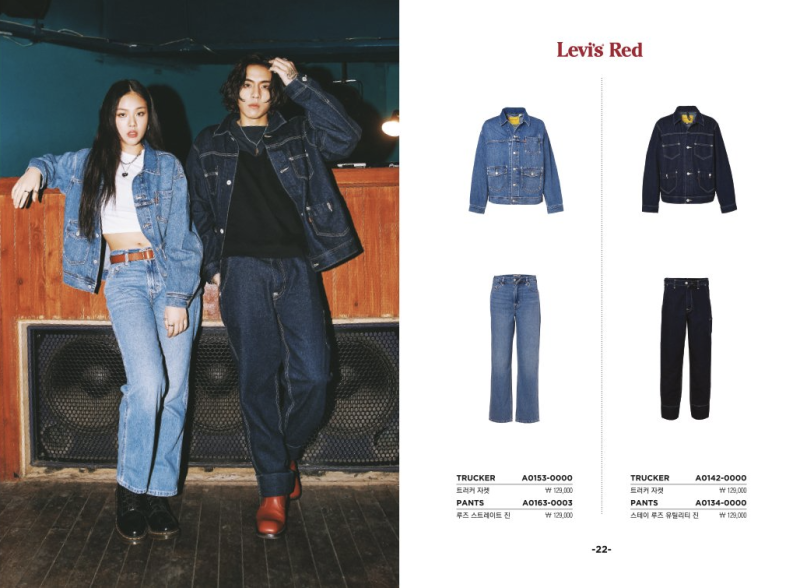 Levi's Red
TRUCKER A0153-0000
트러커 자켓 ₩ 129,000
PANTS A0163-0003
루즈 스트레이트 진 ₩ 129,000
TRUCKER A0142-0000
트러커 자켓 ₩ 129,000
PANTS A0134-0000
스테이 루즈 유틸리티 진 ₩ 129,000
-22-